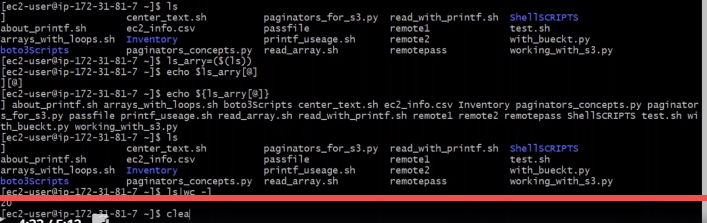 [ec2-user@ip-172-31-81-7 ~]$ ls
] center_text.sh paginators_for_s3.py read_with_printf.sh ShellSCRIPTS
about_printf.sh ec2_info.csv passfile remote1 test.sh
arrays_with_loops.sh Inventory printf_useage.sh remote2 with_bueckt.py
boto3Scripts paginators_concepts.py read_array.sh remotepass working_with_s3.py
[ec2-user@ip-172-31-81-7 ~]$ ls_arry=($(ls))
[ec2-user@ip-172-31-81-7 ~]$ echo $ls_arry[@]
][@]
[ec2-user@ip-172-31-81-7 ~]$ echo ${ls_arry[@]}
] about_printf.sh arrays_with_loops.sh boto3Scripts center_text.sh ec2_info.csv Inventory paginators_concepts.py paginator
s_for_s3.py passfile printf_useage.sh read_array.sh read_with_printf.sh remote1 remote2 remotepass ShellSCRIPTS test.sh wi
th_bueckt.py working_with_s3.py
[ec2-user@ip-172-31-81-7 ~]$ ls
] center_text.sh paginators_for_s3.py read_with_printf.sh ShellSCRIPTS
about_printf.sh ec2_info.csv passfile remote1 test.sh
arrays_with_loops.sh Inventory printf_useage.sh remote2 with_bueckt.py
boto3Scripts paginators_concepts.py read_array.sh remotepass working_with_s3.py
[ec2-user@ip-172-31-81-7 ~]$ ls|wc -l
20
[ec2-user@ip-172-31-81-7 ~]$ clea